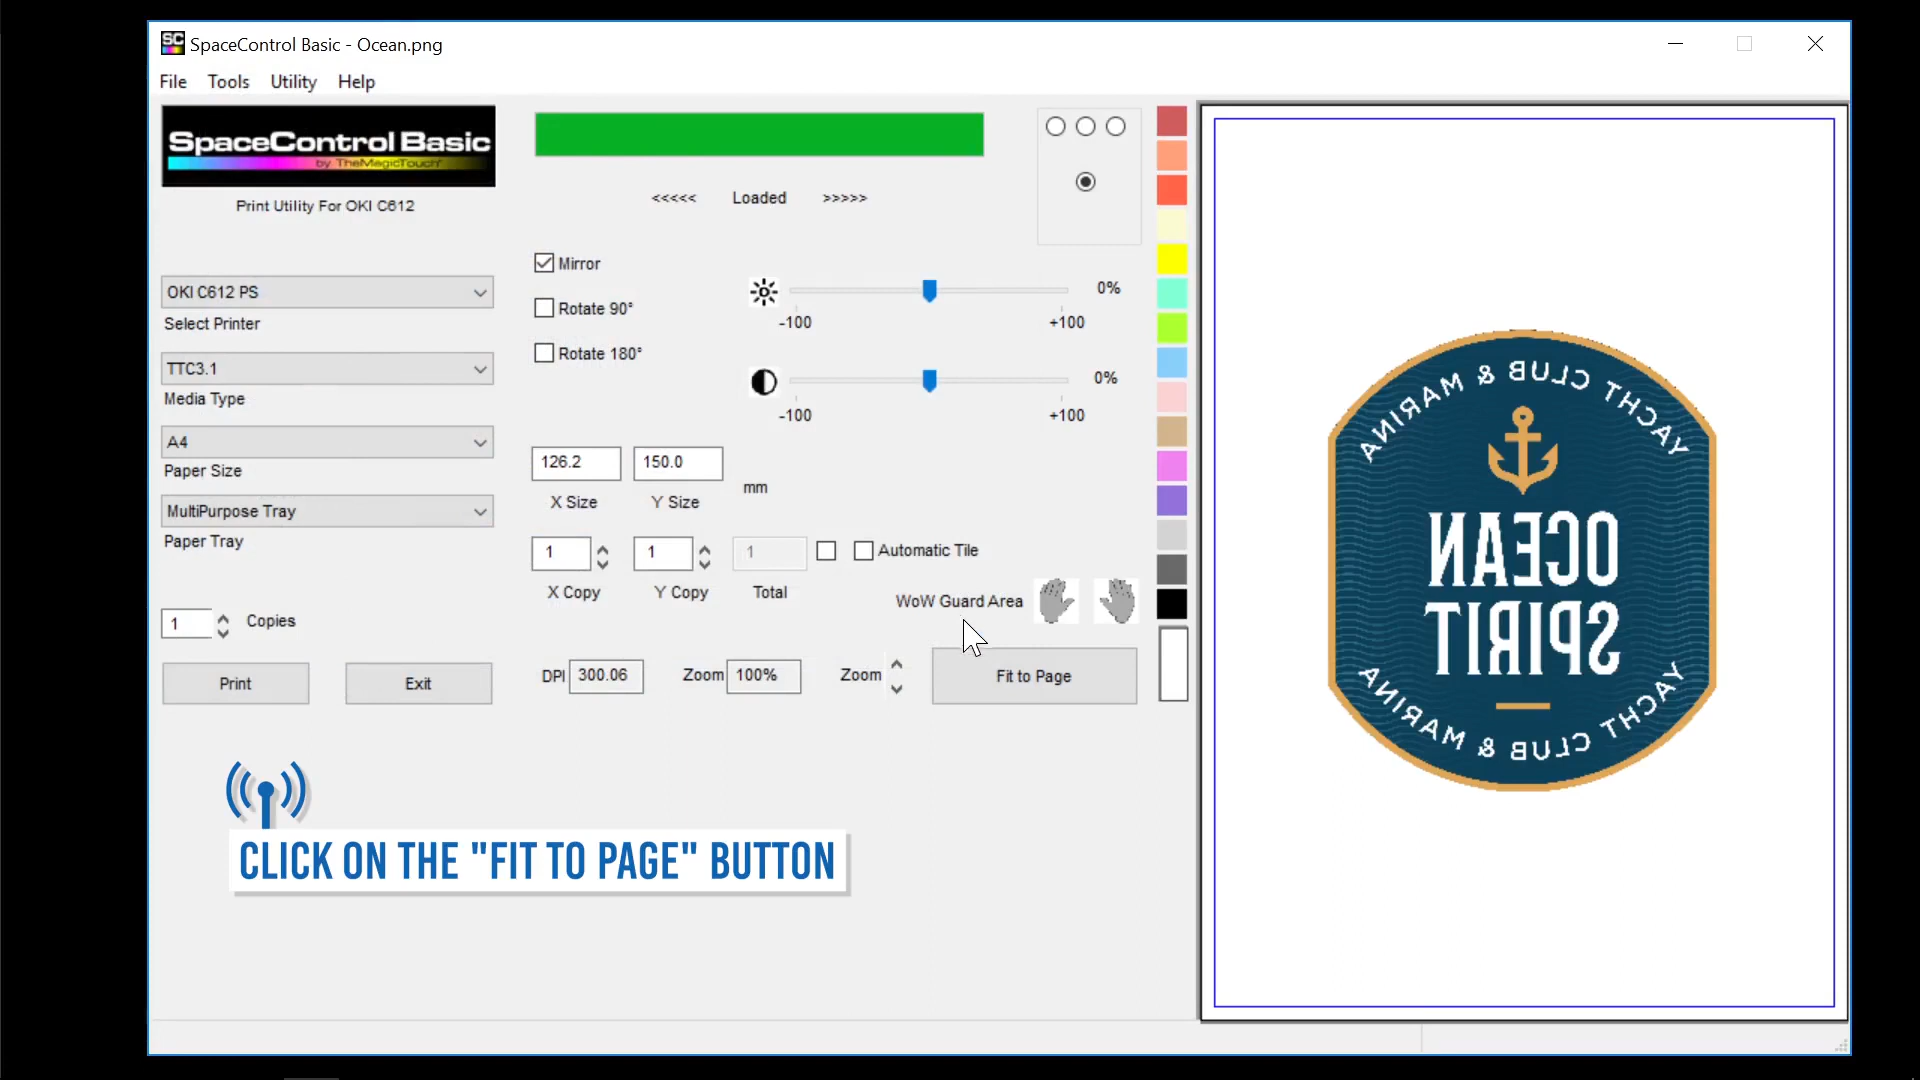 SC SpaceControl Basic - Ocean.png
File Tools Utility Help
SpaceControl Basic
by TheMagicTouch
Print Utility For OKI C612
<<<<< Loaded >>>>>
OKI C612 PS
Select Printer
TTC3.1
Media Type
A4
Paper Size
MultiPurpose Tray
Paper Tray
1 Copies
Print Exit
Mirror
Rotate 90°
Rotate 180°
0%
-100 +100
0%
-100 +100
126.2 150.0 mm
X Size Y Size
1 1 1 Automatic Tile
X Copy Y Copy Total
WoW Guard Area
DPI 300.06 Zoom 100% Zoom Fit to Page
CLICK ON THE "FIT TO PAGE" BUTTON
YACHT CLUB & MARINA
OCEAN
SPIRIT
YACHT CLUB & MARINA